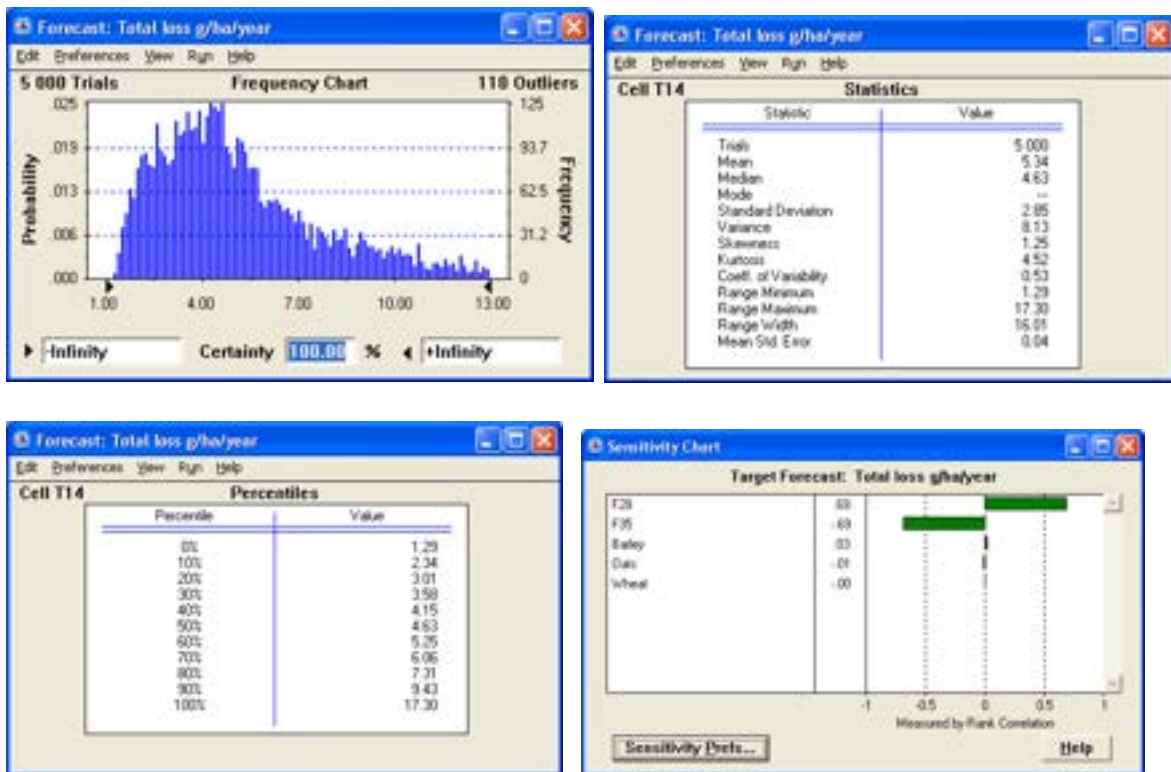 Forecast: Total loss g/ha/year
Edit Preferences View Run Help
5 000 Trials Frequency Chart 110 Outliers
.025 125
.019 93.7
.013 62.5
.006 31.2
.000 0
Probability
Frequency
1.00 4.00 7.00 10.00 13.00
-Infinity Certainty 100.00 % +Infinity
Forecast: Total loss g/ha/year
Edit Preferences View Run Help
Cell T14 Statistics
Statistic Value
Trials 5 000
Mean 5.34
Median 4.63
Mode --
Standard Deviation 2.85
Variance 8.13
Skewness 1.25
Kurtosis 4.52
Coeff. of Variability 0.53
Range Minimum 1.29
Range Maximum 17.30
Range Width 16.01
Mean Std. Error 0.04
Forecast: Total loss g/ha/year
Edit Preferences View Run Help
Cell T14 Percentiles
Percentile Value
0% 1.29
10% 2.34
20% 3.01
30% 3.58
40% 4.15
50% 4.63
60% 5.25
70% 6.06
80% 7.31
90% 9.43
100% 17.30
Sensitivity Chart
Target Forecast: Total loss g/ha/year
.69
F35 -.69
Barley .03
Oats -.01
Wheat -.00
-1 -0.5 0 0.5 1
Measured by Rank Correlation
Sensitivity Prefs... Help